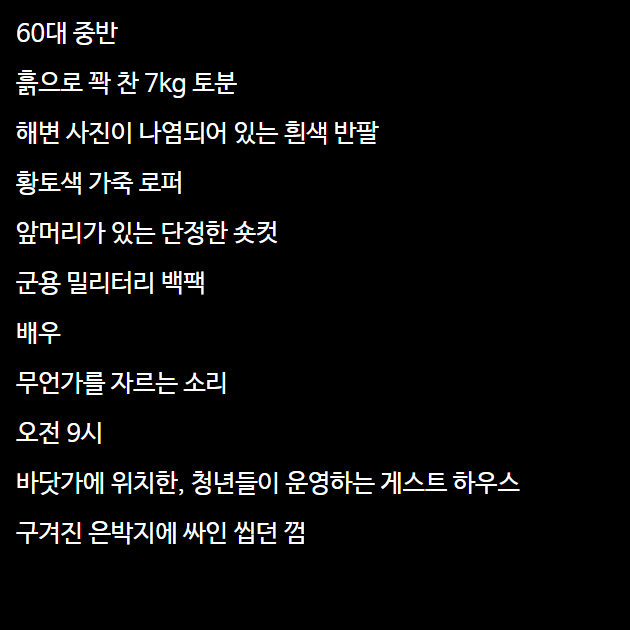 60대 중반
흙으로 꽉 찬 7kg 토분
해변 사진이 나염되어 있는 흰색 반팔
황토색 가죽 로퍼
앞머리가 있는 단정한 숏컷
군용 밀리터리 백팩
배우
무언가를 자르는 소리
오전 9시
바닷가에 위치한, 청년들이 운영하는 게스트 하우스
구겨진 은박지에 싸인 씹던 껌